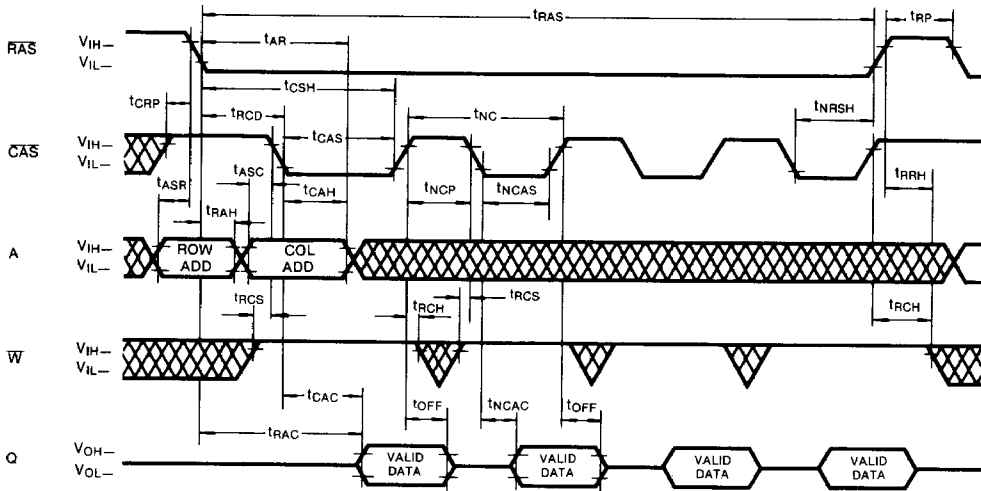 tRAS
tRP
tAR
RAS
VIH
VIL
tCSH
tCRP
tRCD
tNC
tNRSH
tCAS
CAS
VIH
VIL
tASC
tASR
tCAH
tNCP
tNCAS
tRRH
tRAH
A
VIH
VIL
ROW ADD
COL ADD
tRCS
tRCH
tRCS
tRCH
W
VIH
VIL
tCAC
tOFF
tNCAC
tOFF
tRAC
Q
VOH
VOL
VALID DATA
VALID DATA
VALID DATA
VALID DATA